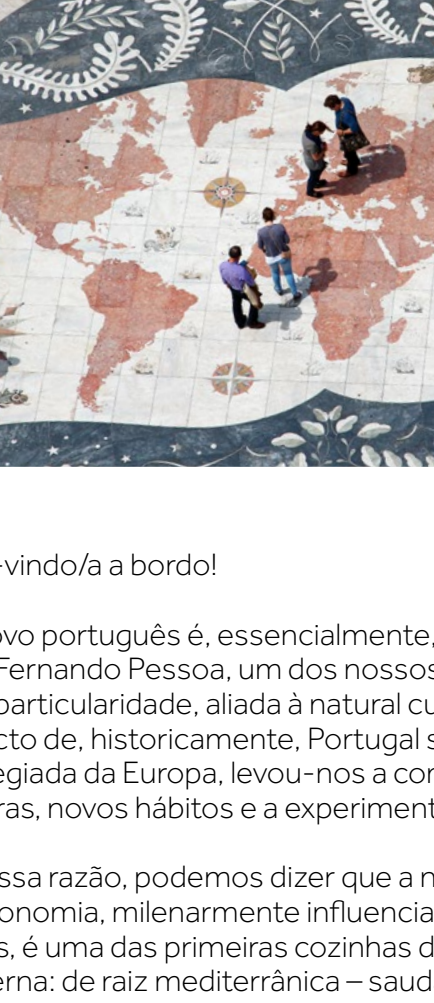 -vindo/a a bordo!
ovo português é, essencialmente,
Fernando Pessoa, um dos nossos
particularidade, aliada à natural cu
cto de, historicamente, Portugal s
egiada da Europa, levou-nos a con
ras, novos hábitos e a experiment
ssa razão, podemos dizer que a n
onomia, milenarmente influencia
s, é uma das primeiras cozinhas d
erna: de raiz mediterrânica – saud